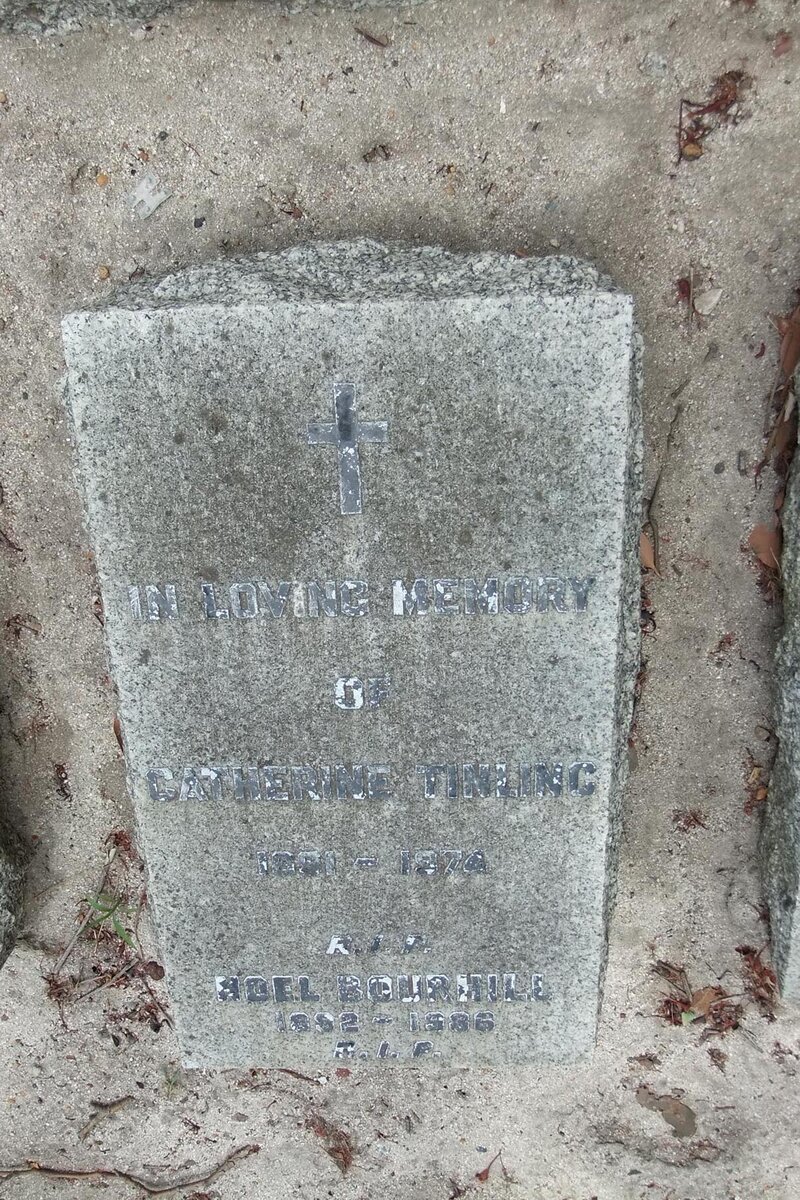 IN LOVING MEMORY
OF
CATHERINE TINLING
1891 - 1974
R.I.P.
NOEL BOURHILL
1892 - 1986
R.I.P.